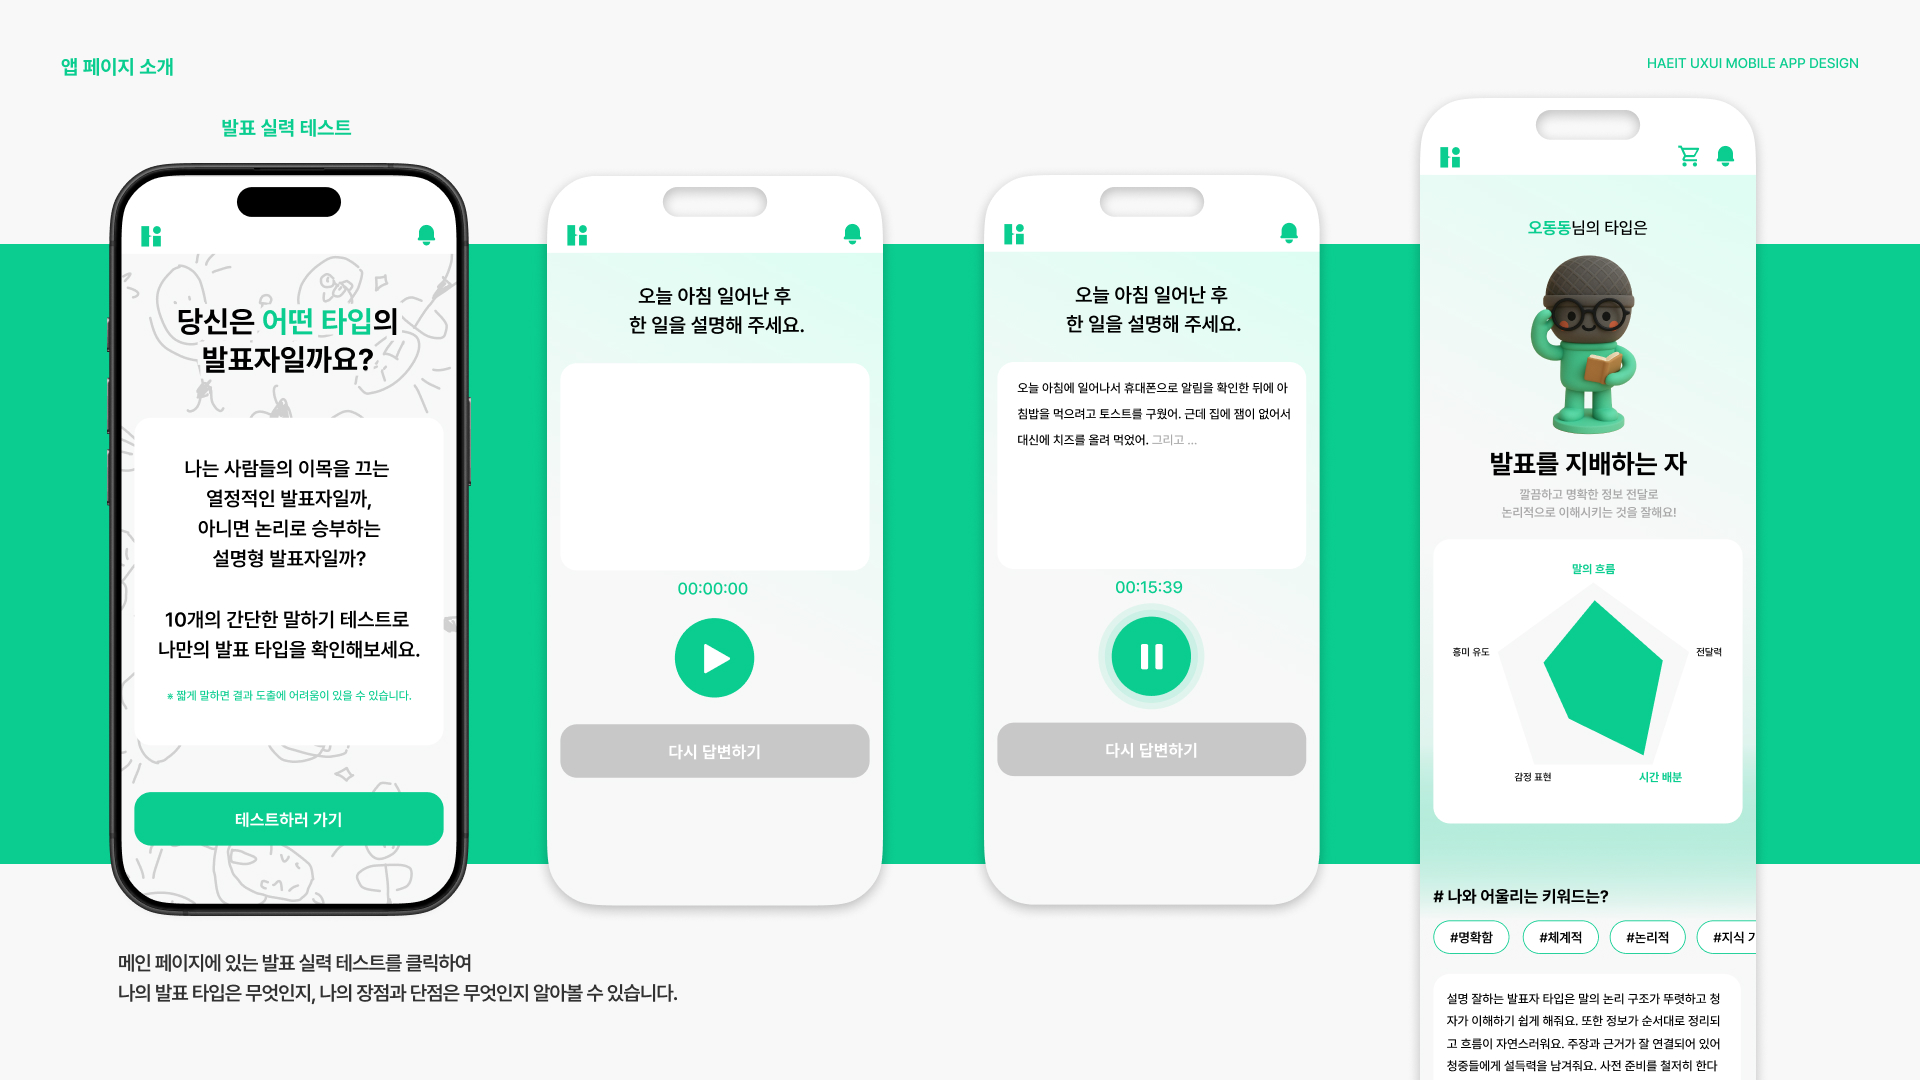 앱 페이지 소개
HAEIT UXUI MOBILE APP DESIGN
발표 실력 테스트
당신은 어떤 타입의
발표자일까요?
나는 사람들의 이목을 끄는
열정적인 발표자일까,
아니면 논리로 승부하는
설명형 발표자일까?
10개의 간단한 말하기 테스트로
나만의 발표 타입을 확인해보세요.
※ 짧게 말하면 결과 도출에 어려움이 있을 수 있습니다.
테스트하러 가기
오늘 아침 일어난 후
한 일을 설명해 주세요.
00:00:00
다시 답변하기
오늘 아침 일어난 후
한 일을 설명해 주세요.
오늘 아침에 일어나서 휴대폰으로 알림을 확인한 뒤에 아
침밥을 먹으려고 토스트를 구웠어. 근데 집에 잼이 없어서
대신에 치즈를 올려 먹었어. 그리고 ...
00:15:39
다시 답변하기
오동동님의 타입은
발표를 지배하는 자
깔끔하고 명확한 정보 전달로
논리적으로 이해시키는 것을 잘해요!
말의 흐름
흥미 유도
전달력
감정 표현
시간 배분
# 나와 어울리는 키워드는?
#명확함
#체계적
#논리적
#지식
설명 잘하는 발표자 타입은 말의 논리 구조가 뚜렷하고 청
자가 이해하기 쉽게 해줘요. 또한 정보가 순서대로 정리되
고 흐름이 자연스러워요. 주장과 근거가 잘 연결되어 있어
청중들에게 설득력을 남겨줘요. 사전 준비를 철저히 한다
메인 페이지에 있는 발표 실력 테스트를 클릭하여
나의 발표 타입은 무엇인지, 나의 장점과 단점은 무엇인지 알아볼 수 있습니다.